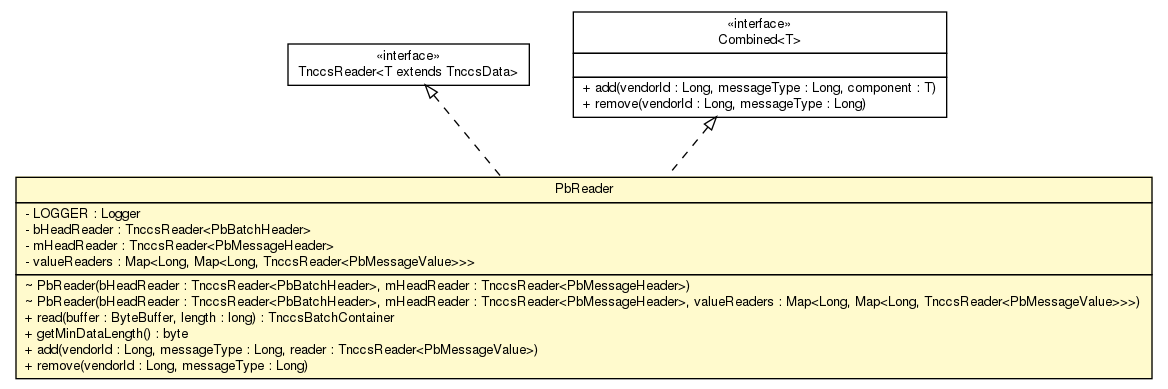 «interface»
TnccsReader<T extends TnccsData>
«interface»
Combined<T>
+ add(vendorId : Long, messageType : Long, component : T)
+ remove(vendorId : Long, messageType : Long)
PbReader
- LOGGER : Logger
- bHeadReader : TnccsReader<PbBatchHeader>
- mHeadReader : TnccsReader<PbMessageHeader>
- valueReaders : Map<Long, Map<Long, TnccsReader<PbMessageValue>>>
~ PbReader(bHeadReader : TnccsReader<PbBatchHeader>, mHeadReader : TnccsReader<PbMessageHeader>)
~ PbReader(bHeadReader : TnccsReader<PbBatchHeader>, mHeadReader : TnccsReader<PbMessageHeader>, valueReaders : Map<Long, Map<Long, TnccsReader<PbMessageValue>>>)
+ read(buffer : ByteBuffer, length : long) : TnccsBatchContainer
+ getMinDataLength() : byte
+ add(vendorId : Long, messageType : Long, reader : TnccsReader<PbMessageValue>)
+ remove(vendorId : Long, messageType : Long)